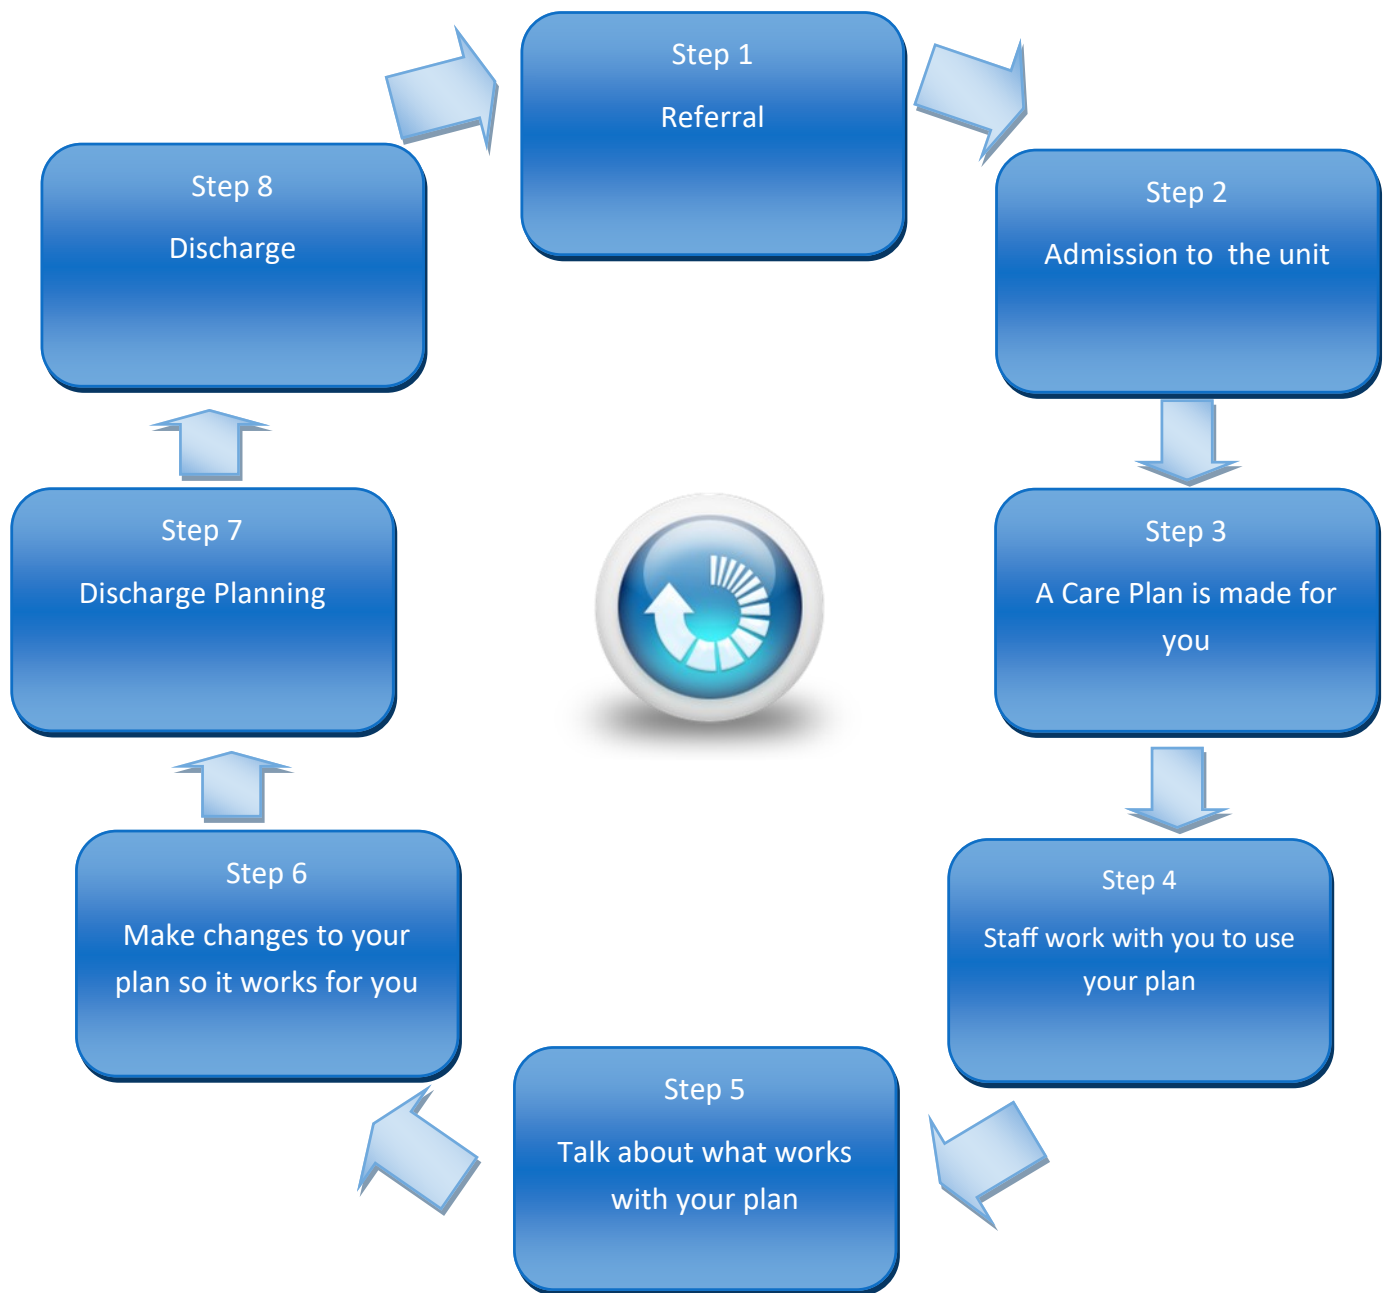 Step 1
Referral
Step 2
Admission to  the unit
Step 3
A Care Plan is made for
you
Step 4
Staff work with you to use
your plan
Step 5
Talk about what works
with your plan
Step 6
Make changes to your
plan so it works for you
Step 7
Discharge Planning
Step 8
Discharge